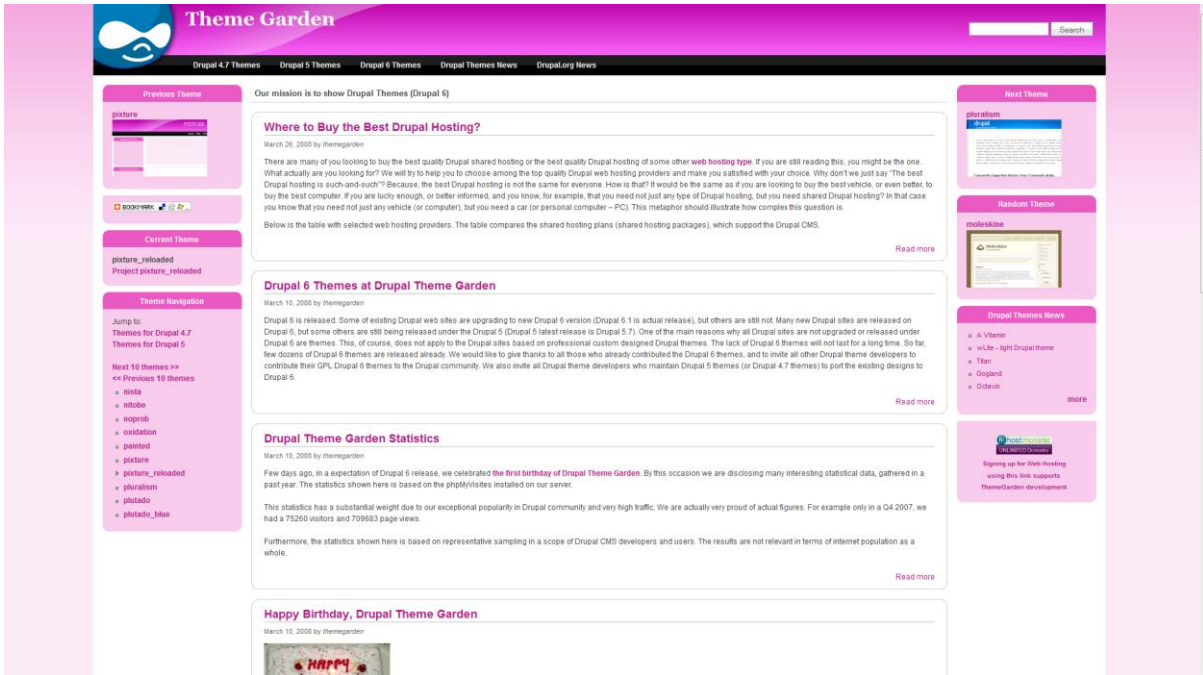 Theme Garden
Search
Drupal 4.7 Themes Drupal 5 Themes Drupal 6 Themes Drupal Themes News Drupal.org News
Previous Theme
pixture
BOOKMARK
Current Theme
pixture_reloaded
Project pixture_reloaded
Theme Navigation
Jump to:
Themes for Drupal 4.7
Themes for Drupal 5
Next 10 themes >>
<< Previous 10 themes
nista
nitobe
noprob
oxidation
painted
pixture
pixture_reloaded
pluralism
plutado
plutado_blue
Our mission is to show Drupal Themes (Drupal 6)
Where to Buy the Best Drupal Hosting?
March 26, 2008 by themegarden
There are many of you looking to buy the best quality Drupal shared hosting or the best quality Drupal hosting of some other web hosting type. If you are still reading this, you might be the one.
What actually are you looking for? We will try to help you to choose among the top quality Drupal web hosting providers and make you satisfied with your choice. Why don't we just say "The best
Drupal hosting is such-and-such"? Because, the best Drupal hosting is not the same for everyone. How is that? It would be the same as if you are looking to buy the best vehicle, or even better, to
buy the best computer. If you are lucky enough, or better informed, and you know, for example, that you need not just any type of Drupal hosting, but you need shared Drupal hosting? In that case
you know that you need not just any vehicle (or computer), but you need a car (or personal computer – PC). This metaphor should illustrate how complex this question is.
Below is the table with selected web hosting providers. The table compares the shared hosting plans (shared hosting packages), which support the Drupal CMS.
Read more
Drupal 6 Themes at Drupal Theme Garden
March 10, 2008 by themegarden
Drupal 6 is released. Some of existing Drupal web sites are upgrading to new Drupal 6 version (Drupal 6.1 is actual release), but others are still not. Many new Drupal sites are released on
Drupal 6, but some others are still being released under the Drupal 5 (Drupal 5 latest release is Drupal 5.7). One of the main reasons why all Drupal sites are not upgraded or released under
Drupal 6 are themes. This, of course, does not apply to the Drupal sites based on professional custom designed Drupal themes. The lack of Drupal 6 themes will not last for a long time. So far,
few dozens of Drupal 6 themes are released already. We would like to give thanks to all those who already contributed the Drupal 6 themes, and to invite all other Drupal theme developers to
contribute their GPL Drupal 6 themes to the Drupal community. We also invite all Drupal theme developers who maintain Drupal 5 themes (or Drupal 4.7 themes) to port the existing designs to
Drupal 6.
Read more
Drupal Theme Garden Statistics
March 10, 2008 by themegarden
Few days ago, in a expectation of Drupal 6 release, we celebrated the first birthday of Drupal Theme Garden. By this occasion we are disclosing many interesting statistical data, gathered in a
past year. The statistics shown here is based on the phpMyVisites installed on our server.
This statistics has a substantial weight due to our exceptional popularity in Drupal community and very high traffic. We are actually very proud of actual figures. For example only in a Q4 2007, we
had a 75260 visitors and 709683 page views.
Furthermore, the statistics shown here is based on representative sampling in a scope of Drupal CMS developers and users. The results are not relevant in terms of internet population as a
whole.
Read more
Happy Birthday, Drupal Theme Garden
March 10, 2008 by themegarden
HAPPY
Next Theme
pluralism
drupal
Random Theme
moleskine
Moleskine
Drupal Themes News
A Vitamin
wLite - light Drupal theme
Titan
Gogland
Octavin
more
hostmonster
UNLIMITED Domains
Signing up for Web Hosting
using this link supports
ThemeGarden development